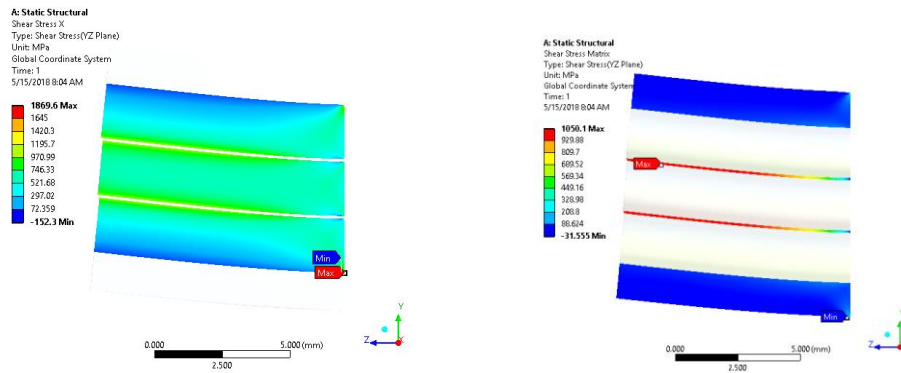 A: Static Structural
Shear Stress X
Type: Shear Stress(YZ Plane)
Unit: MPa
Global Coordinate System
Time: 1
5/15/2018 8:04 AM
1869.6 Max
1645
1420.3
1195.7
970.99
746.33
521.68
297.02
72.359
-152.3 Min
Min
Max
0.000
5.000 (mm)
2.500
Y
Z
X
A: Static Structural
Shear Stress Matrix
Type: Shear Stress(YZ Plane)
Unit: MPa
Global Coordinate System
Time: 1
5/15/2018 8:04 AM
1050.1 Max
929.88
809.7
689.52
569.34
449.16
328.98
208.8
88.624
-31.555 Min
Max
Min
0.000
5.000 (mm)
2.500
Y
Z